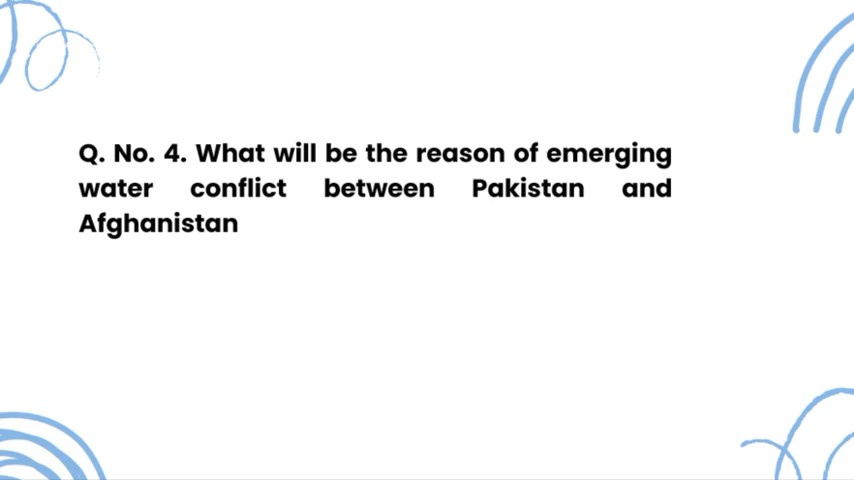 Q. No. 4. What will be the reason of emerging
water conflict between Pakistan and
Afghanistan